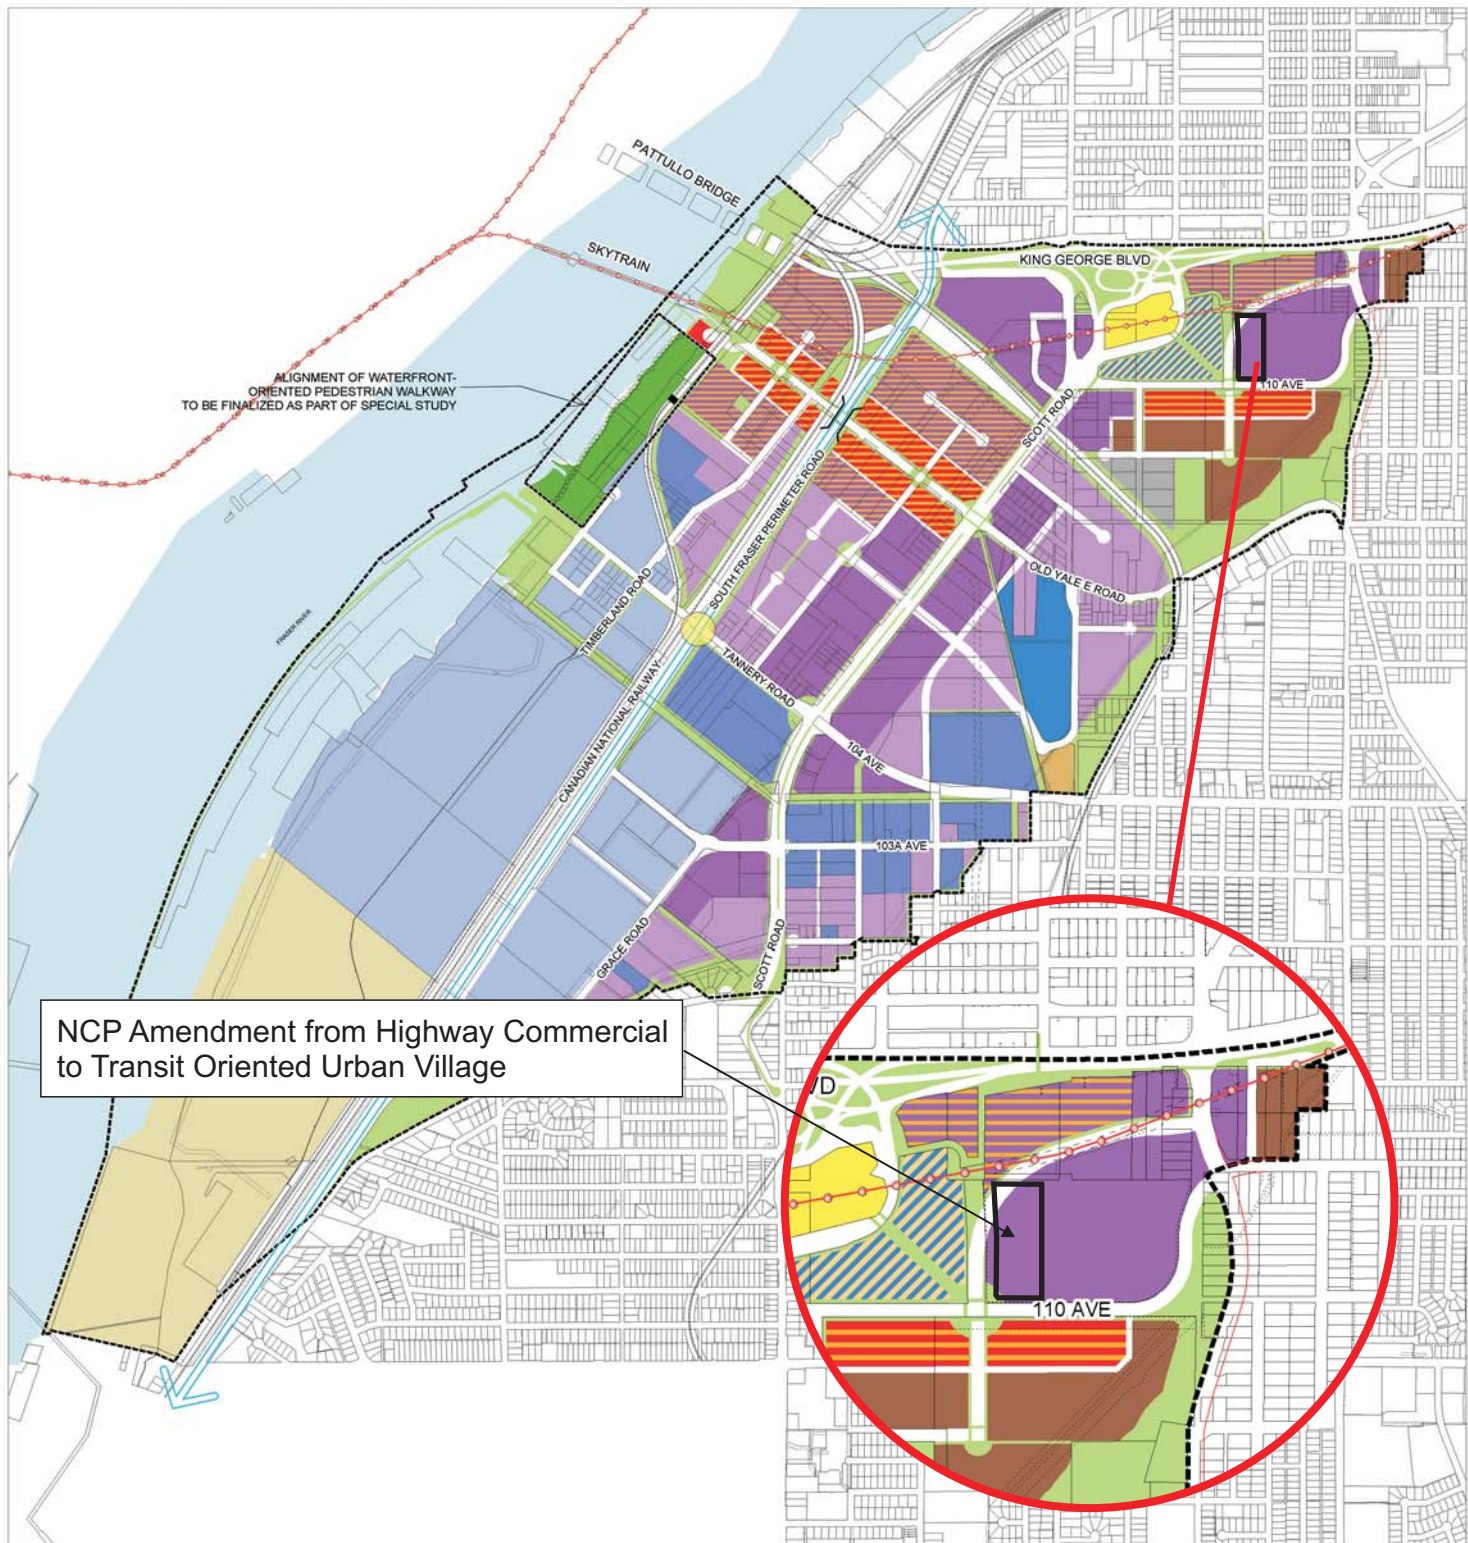 PATTULLO BRIDGE
SKYTRAIN
KING GEORGE BLVD
ALIGNMENT OF WATERFRONT-
ORIENTED PEDESTRIAN WALKWAY
TO BE FINALIZED AS PART OF SPECIAL STUDY
110 AVE
SCOTT ROAD
SOUTH FRASER PERIMETER ROAD
OLD YALE E ROAD
FRASER RIVER
TIMBERLAND ROAD
TANNERY ROAD
CANADIAN NATIONAL RAILWAY
104 AVE
103A AVE
GRACE ROAD
SCOTT ROAD
NCP Amendment from Highway Commercial
to Transit Oriented Urban Village
VD
110 AVE